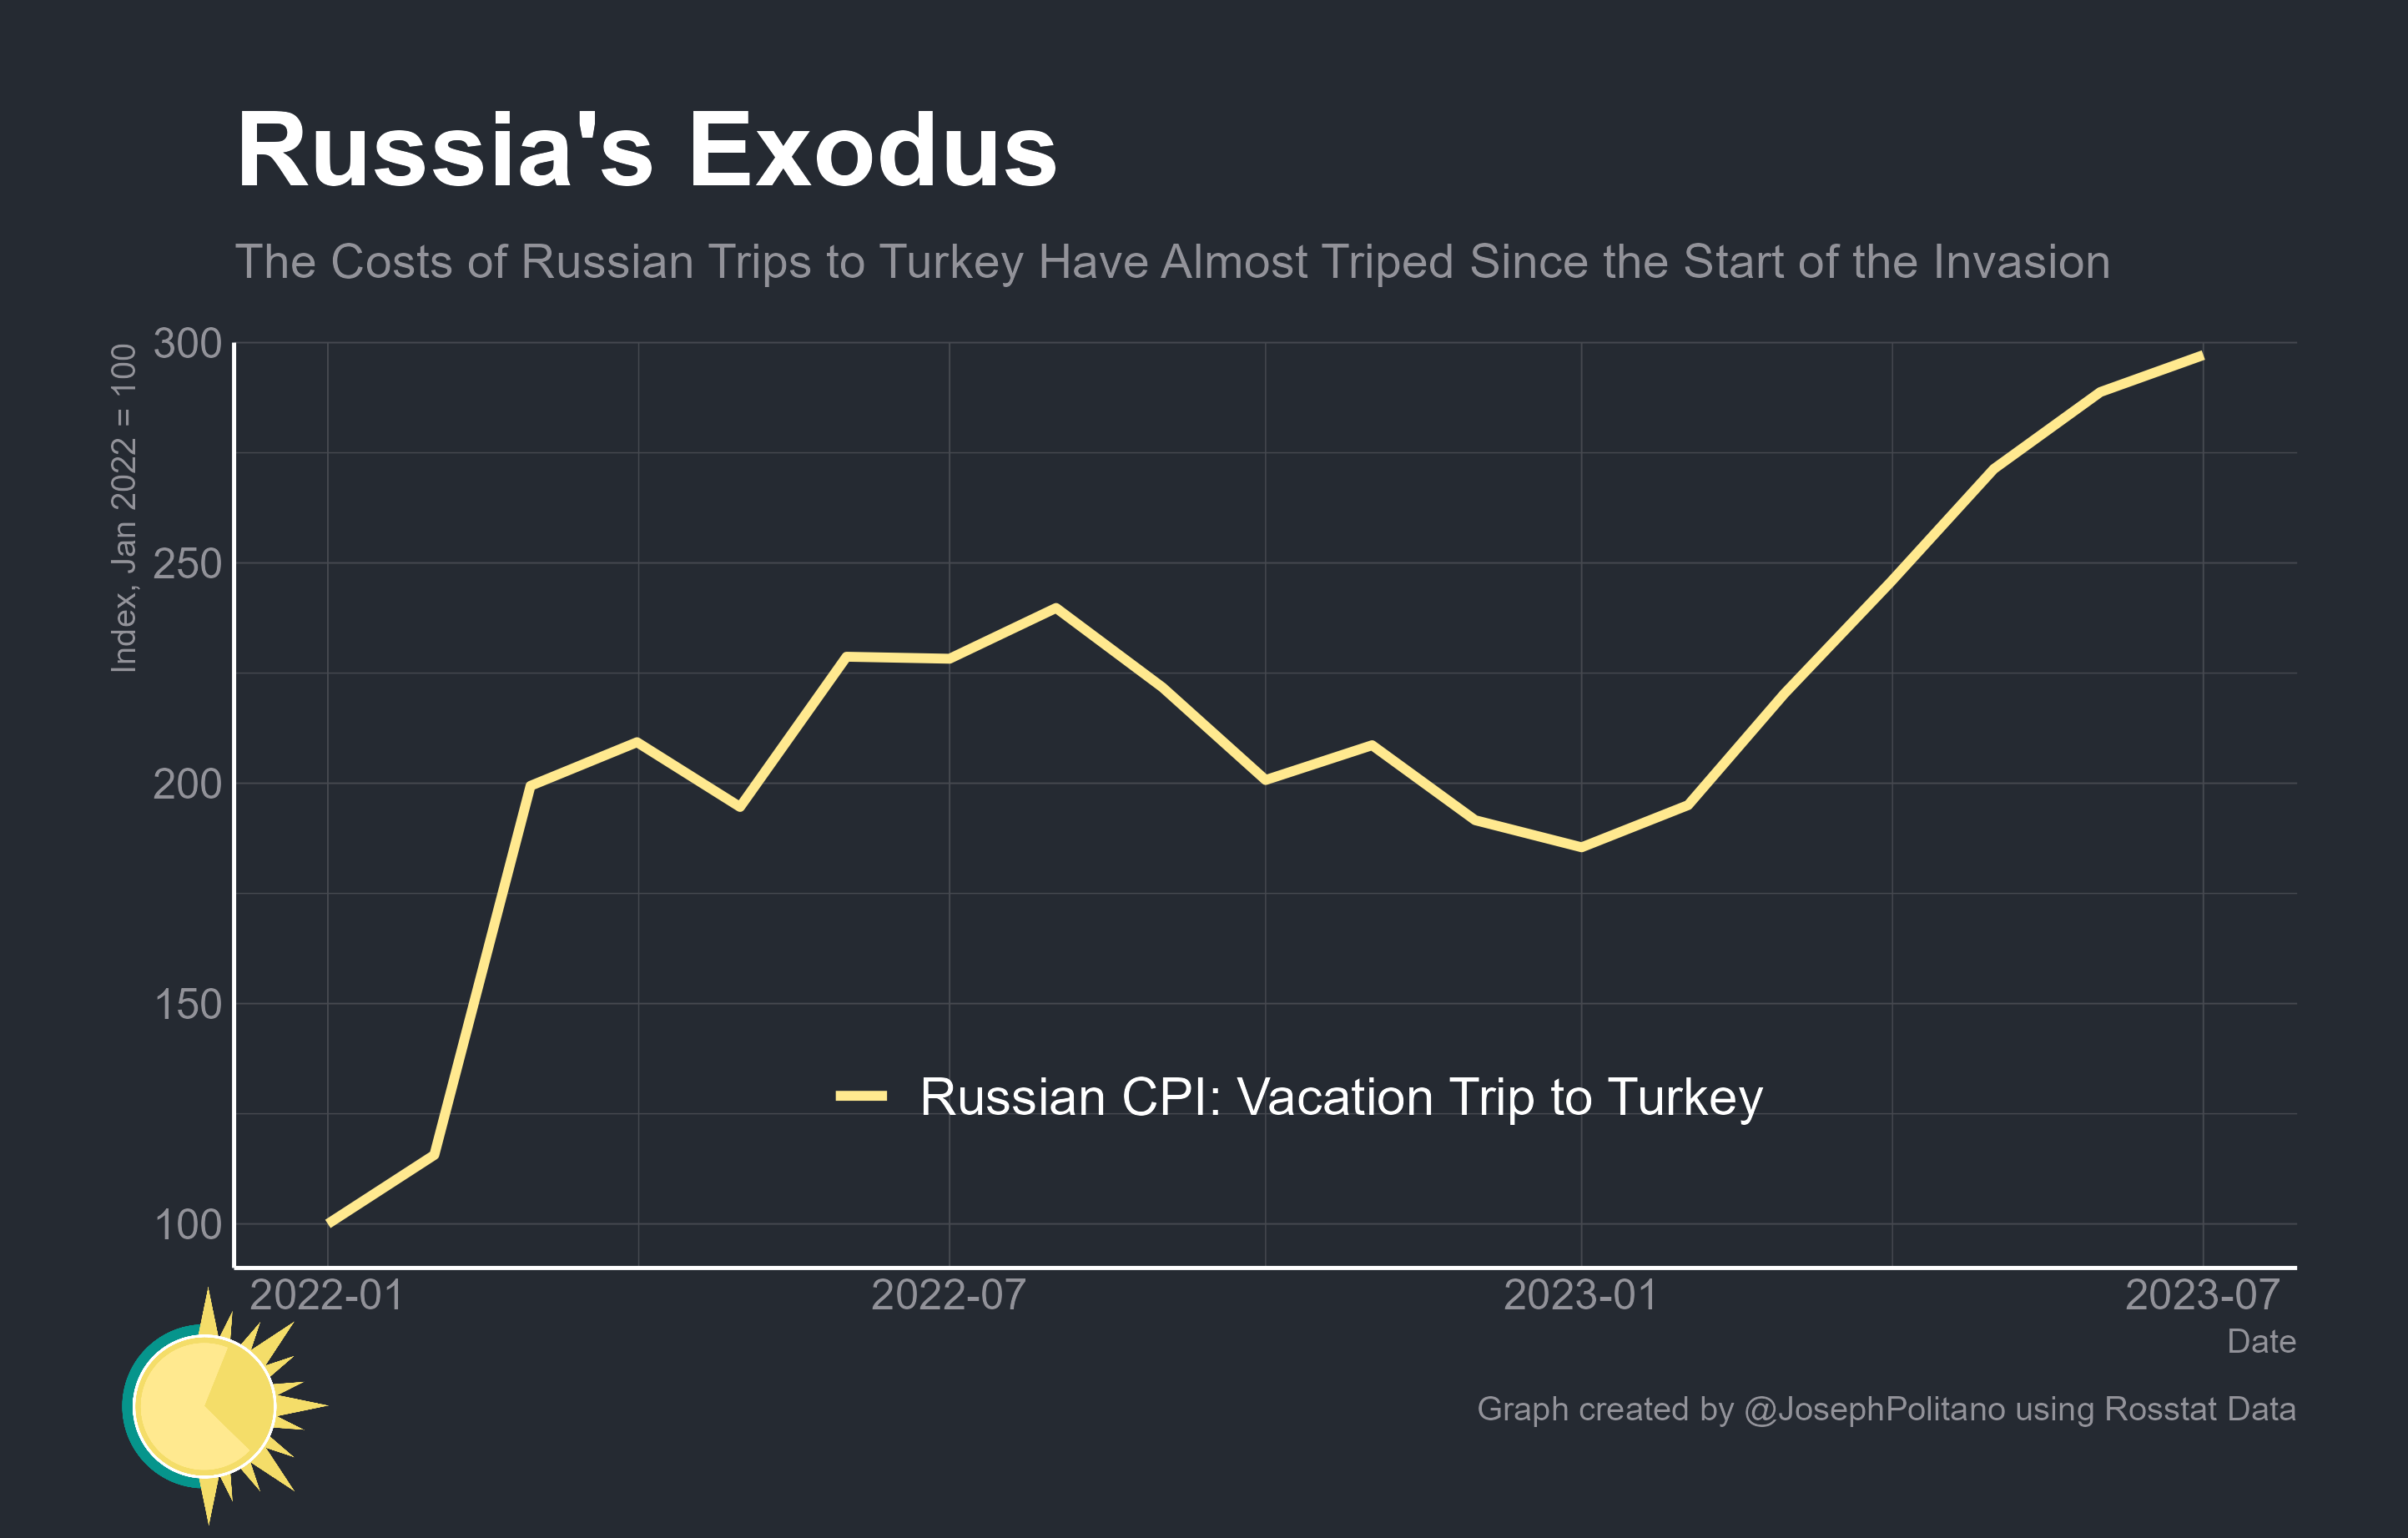 Russia's Exodus
The Costs of Russian Trips to Turkey Have Almost Triped Since the Start of the Invasion
Index, Jan 2022 = 100
300
250
200
150
100
Russian CPI: Vacation Trip to Turkey
2022-01
2022-07
2023-01
2023-07
Date
Graph created by @JosephPolitano using Rosstat Data